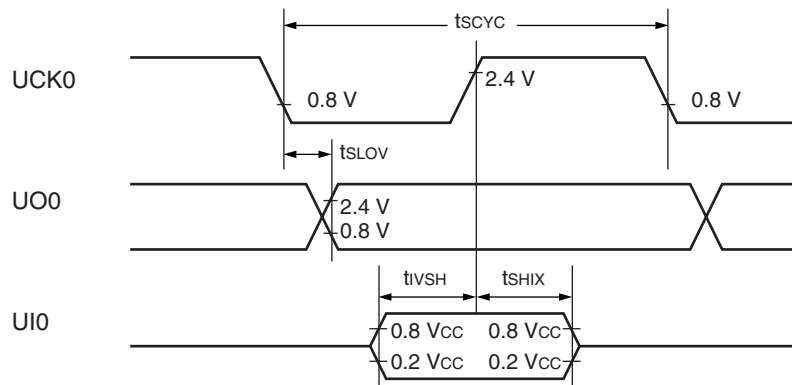 tSCYC
UCK0
2.4 V
0.8 V
0.8 V
tSLOV
UO0
2.4 V
0.8 V
tIVSH
tSHIX
UI0
0.8 VCC
0.8 VCC
0.2 VCC
0.2 VCC